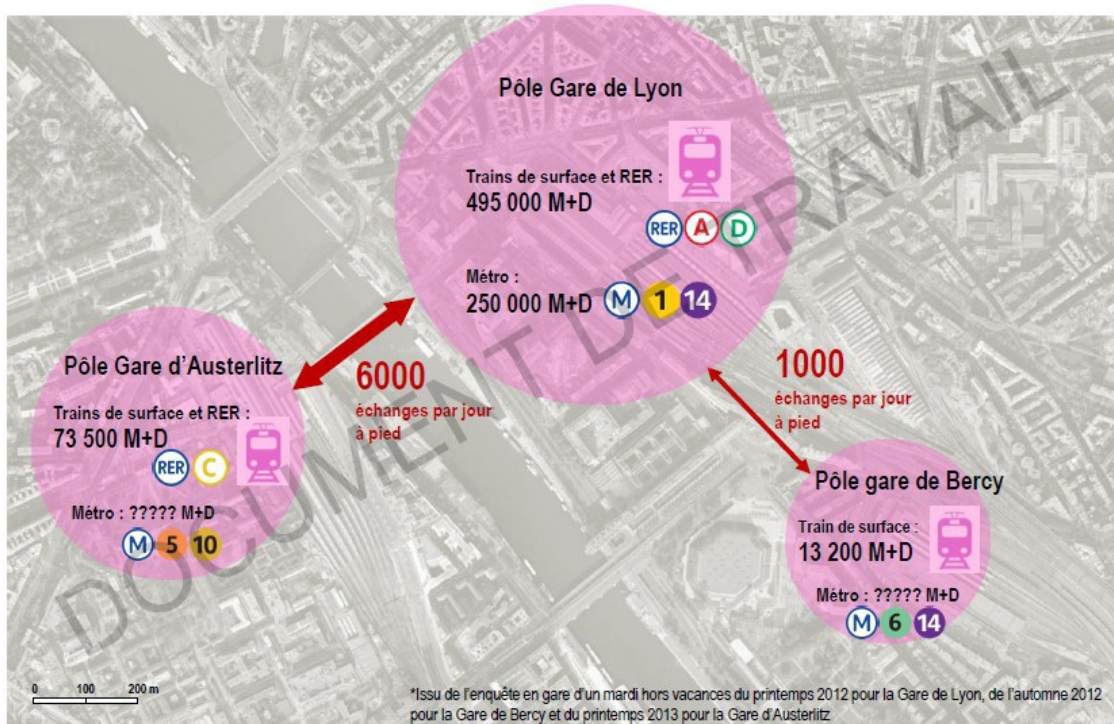 Pôle Gare de Lyon
Trains de surface et RER :
495 000 M+D
RER A D
Métro :
250 000 M+D M 1 14
Pôle Gare d'Austerlitz
Trains de surface et RER :
73 500 M+D
RER C
Métro : ????? M+D
M 5 10
6000
échanges par jour
à pied
1000
échanges par jour
à pied
Pôle gare de Bercy
Train de surface :
13 200 M+D
Métro : ????? M+D
M 6 14
DOCUMENT DE TRAVAIL
0 100 200 m
*Issu de l'enquête en gare d'un mardi hors vacances du printemps 2012 pour la Gare de Lyon, de l'automne 2012
pour la Gare de Bercy et du printemps 2013 pour la Gare d'Austerlitz